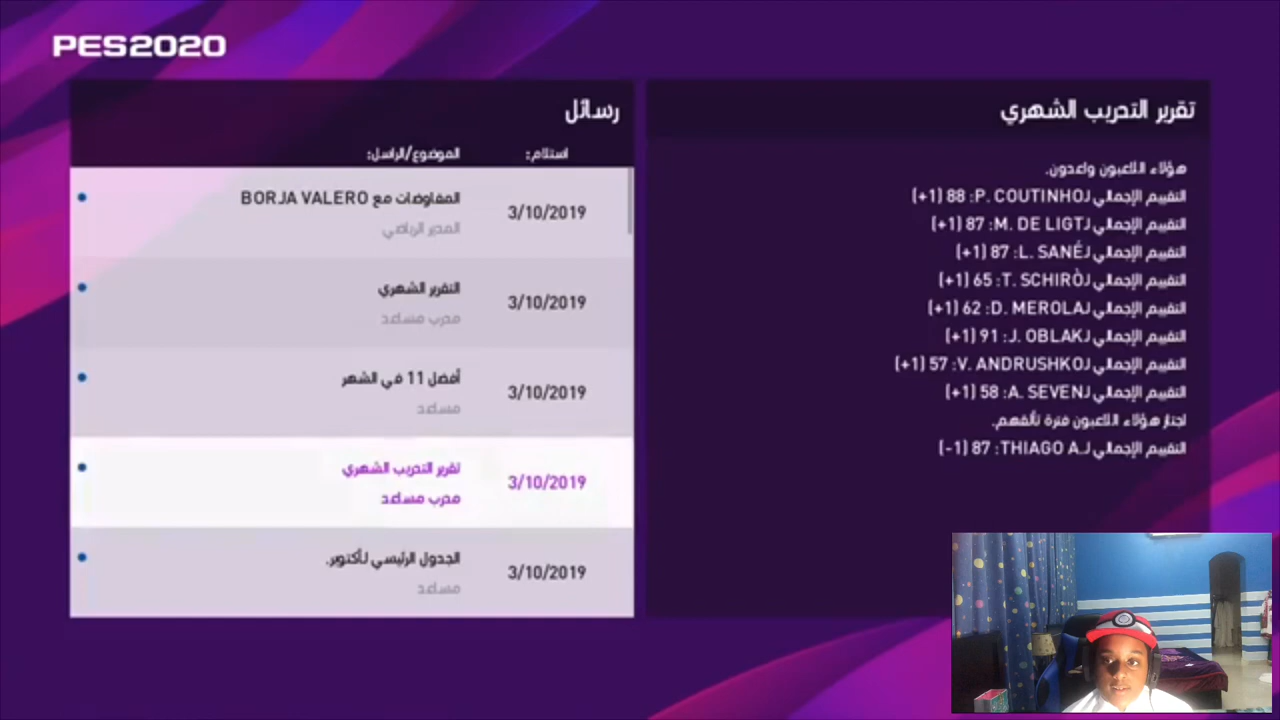 PES2020
تقرير التدريب الشهري
هؤلاء اللاعبون واعدون.
التقييم الإجمالي لـP. COUTINHO: 88 (+1)
التقييم الإجمالي لـM. DE LIGT: 87 (+1)
التقييم الإجمالي لـL. SANÉ: 87 (+1)
التقييم الإجمالي لـT. SCHIRÒ: 65 (+1)
التقييم الإجمالي لـD. MEROLA: 62 (+1)
التقييم الإجمالي لـJ. OBLAK: 91 (+1)
التقييم الإجمالي لـV. ANDRUSHKO: 57 (+1)
التقييم الإجمالي لـA. SEVEN: 58 (+1)
اجتاز هؤلاء اللاعبون فترة تألقهم.
التقييم الإجمالي لـTHIAGO A.: 87 (-1)
رسائل
استلام: الموضوع/الراسل:
3/10/2019 المفاوضات مع BORJA VALERO
المدير الرياضي
3/10/2019 التقرير الشهري
مدرب مساعد
3/10/2019 أفضل 11 في الشهر
مساعد
3/10/2019 تقرير التدريب الشهري
مدرب مساعد
3/10/2019 الجدول الرئيسي لأكتوبر.
مساعد